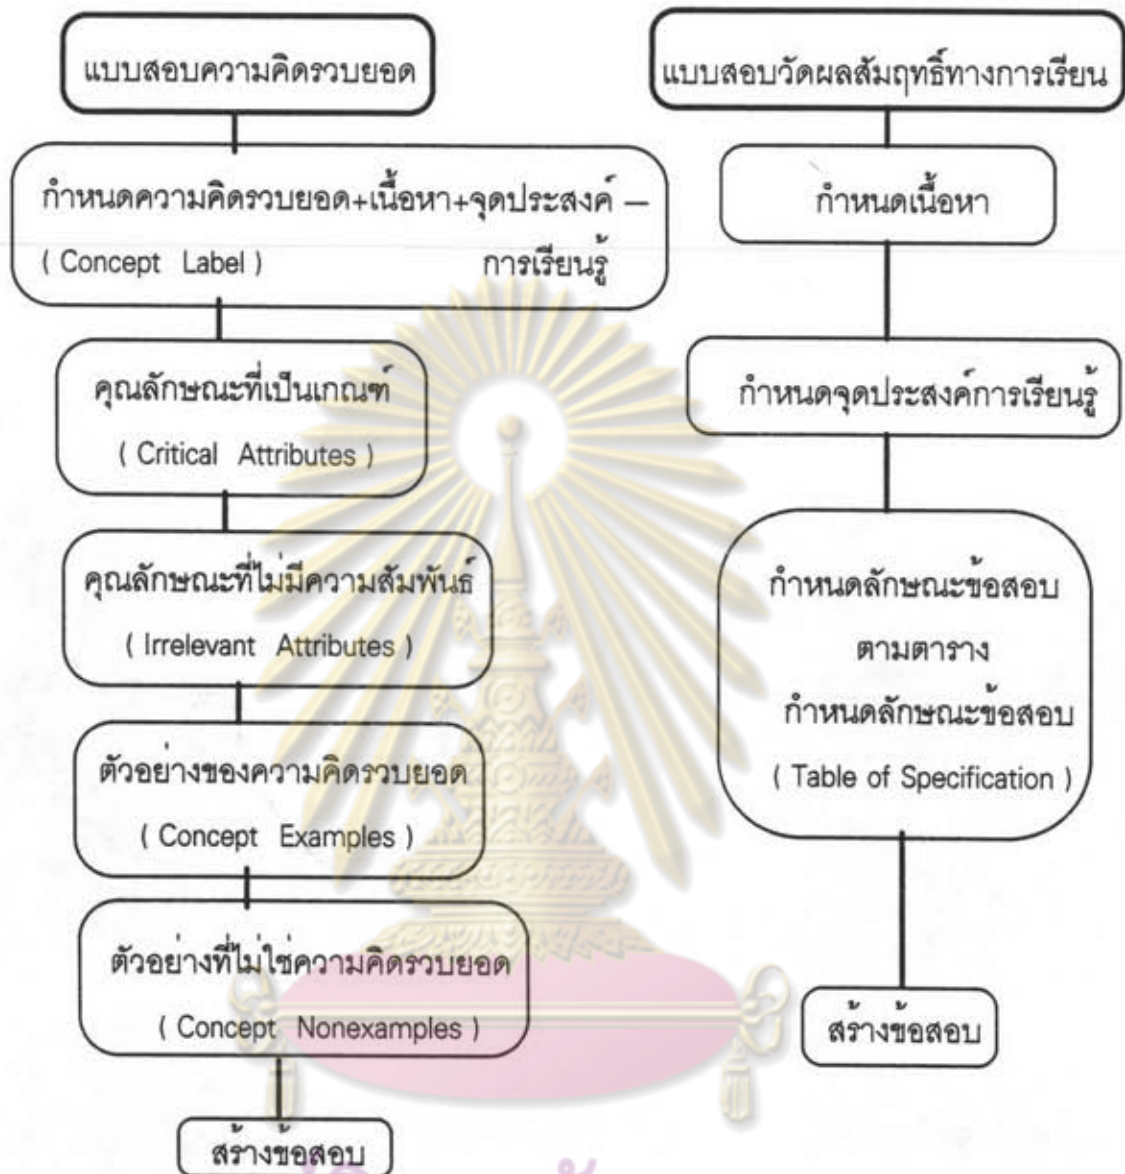 แบบสอบความคิดรวบยอด
กำหนดความคิดรวบยอด+เนื้อหา+จุดประสงค์ –
( Concept Label ) การเรียนรู้
คุณลักษณะที่เป็นเกณฑ์
( Critical Attributes )
คุณลักษณะที่ไม่มีความสัมพันธ์
( Irrelevant Attributes )
ตัวอย่างของความคิดรวบยอด
( Concept Examples )
ตัวอย่างที่ไม่ใช่ความคิดรวบยอด
( Concept Nonexamples )
สร้างข้อสอบ
แบบสอบวัดผลสัมฤทธิ์ทางการเรียน
กำหนดเนื้อหา
กำหนดจุดประสงค์การเรียนรู้
กำหนดลักษณะข้อสอบ
ตามตาราง
กำหนดลักษณะข้อสอบ
( Table of Specification )
สร้างข้อสอบ